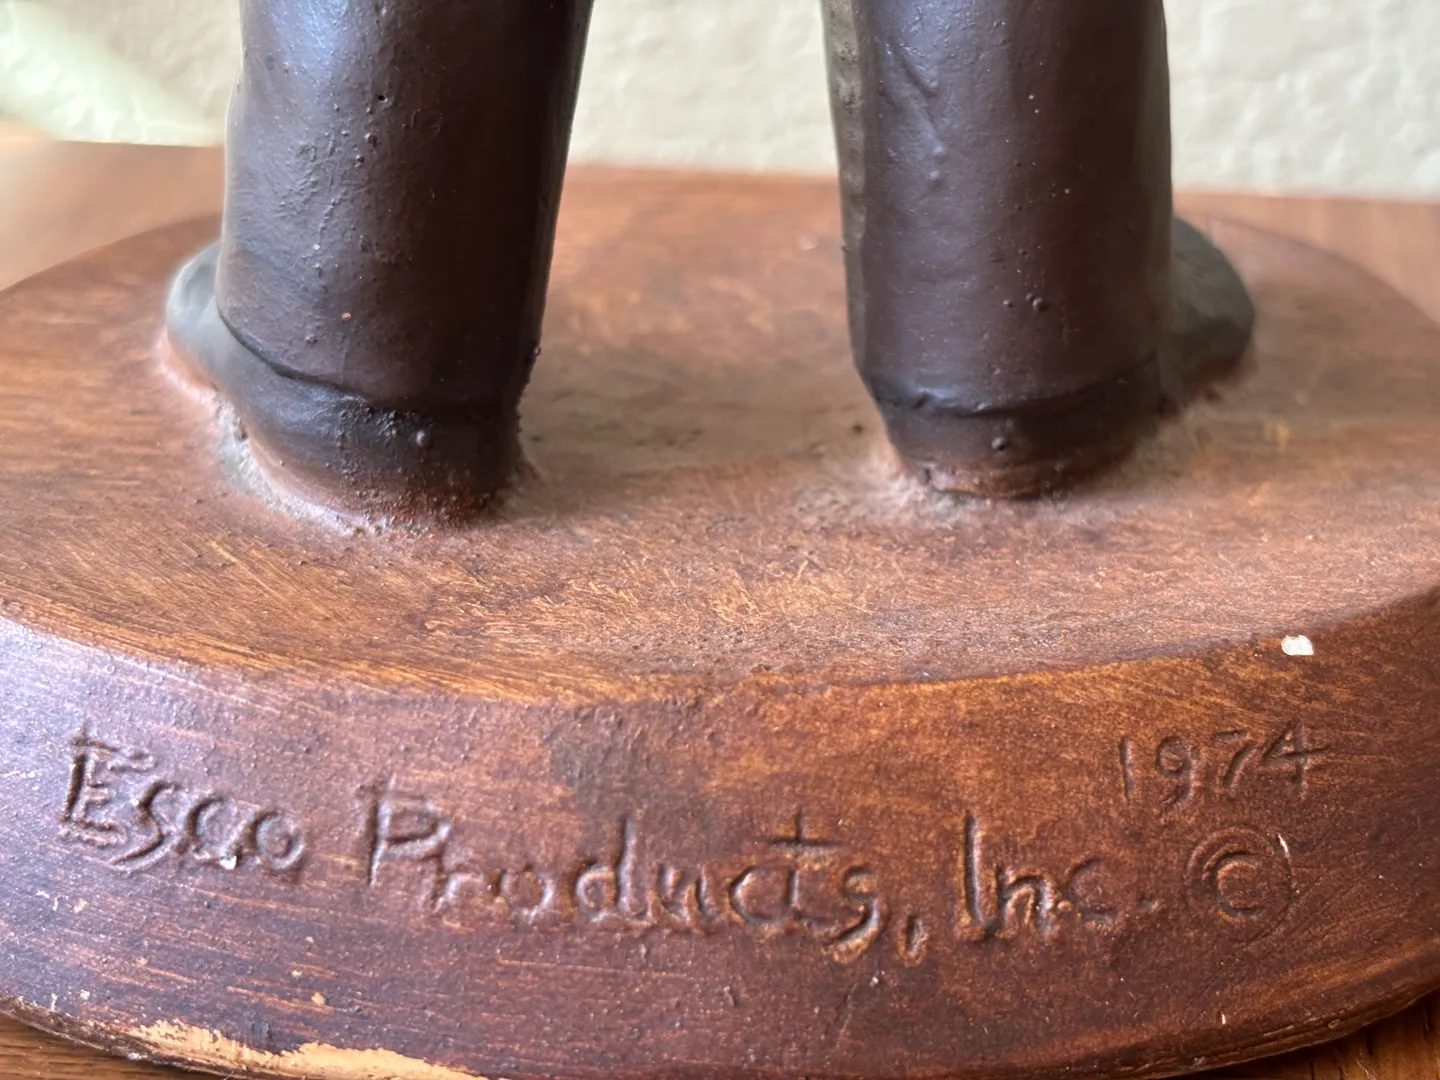 1974
Esco Products, Inc. ©